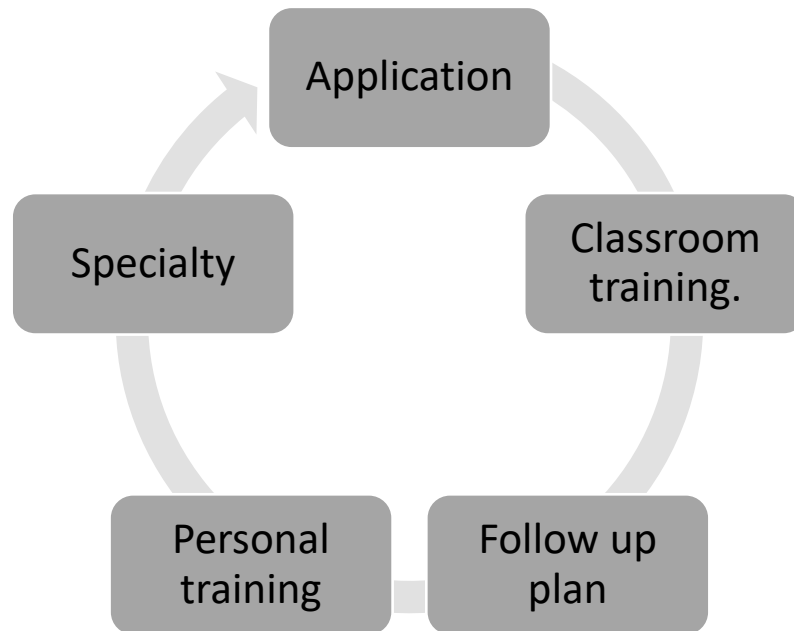 Application
Classroom
training.
Follow up
plan
Personal
training
Specialty